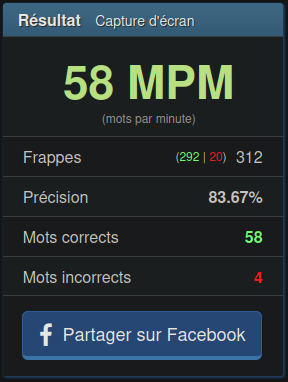 Résultat Capture d'écran
58 MPM
(mots par minute)
Frappes (292 | 20) 312
Précision 83.67%
Mots corrects 58
Mots incorrects 4
Partager sur Facebook